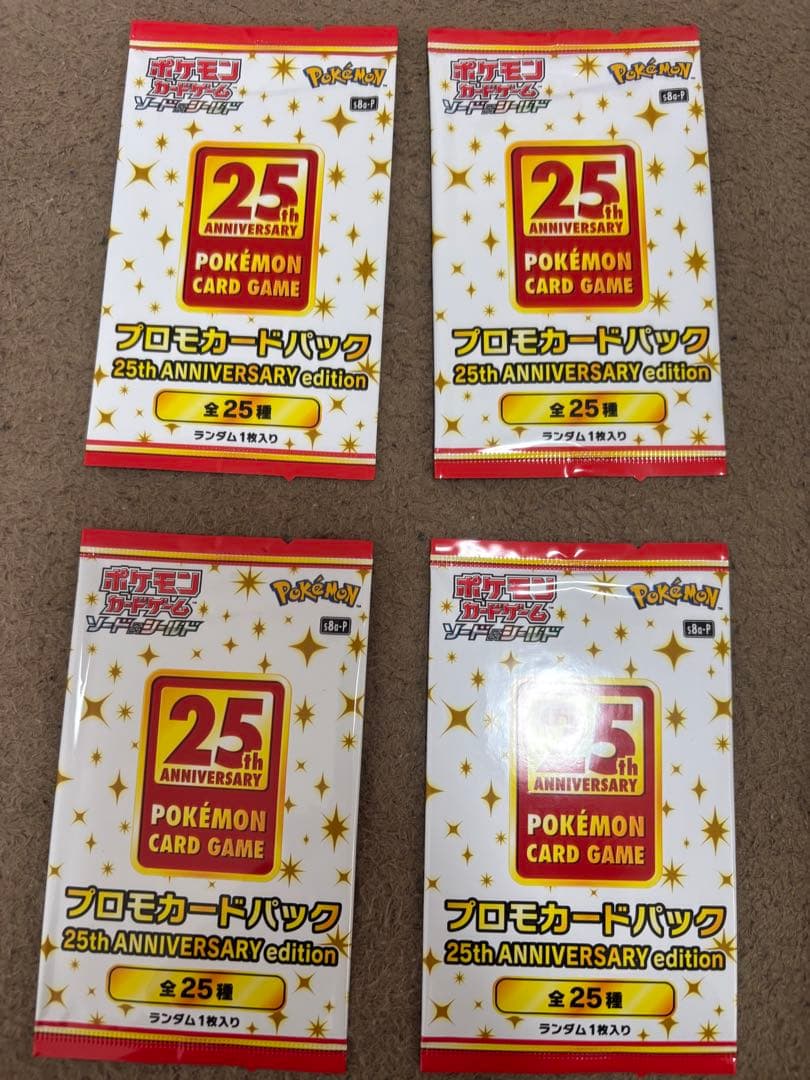 ポケモン
カードゲーム
ソード&シールド
POKÉMON
s8a-P
25th
ANNIVERSARY
POKÉMON
CARD GAME
プロモカードパック
25th ANNIVERSARY edition
全25種
ランダム1枚入り
ポケモン
カードゲーム
ソード&シールド
POKÉMON
s8a-P
25th
ANNIVERSARY
POKÉMON
CARD GAME
プロモカードパック
25th ANNIVERSARY edition
全25種
ランダム1枚入り
ポケモン
カードゲーム
ソード&シールド
POKÉMON
s8a-P
25th
ANNIVERSARY
POKÉMON
CARD GAME
プロモカードパック
25th ANNIVERSARY edition
全25種
ランダム1枚入り
ポケモン
カードゲーム
ソード&シールド
POKÉMON
s8a-P
25th
ANNIVERSARY
POKÉMON
CARD GAME
プロモカードパック
25th ANNIVERSARY edition
全25種
ランダム1枚入り